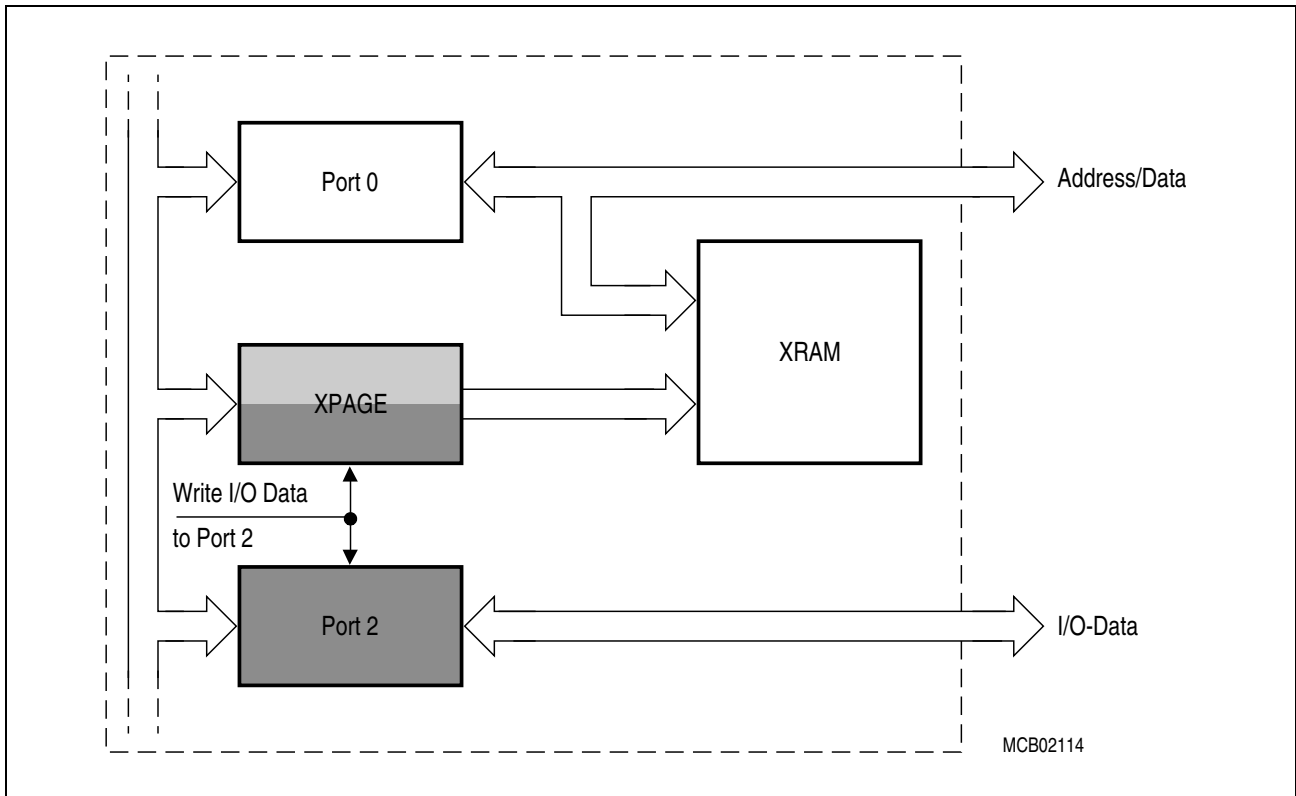 Port 0
Address/Data
XRAM
XPAGE
Write I/O Data
to Port 2
Port 2
I/O-Data
MCB02114